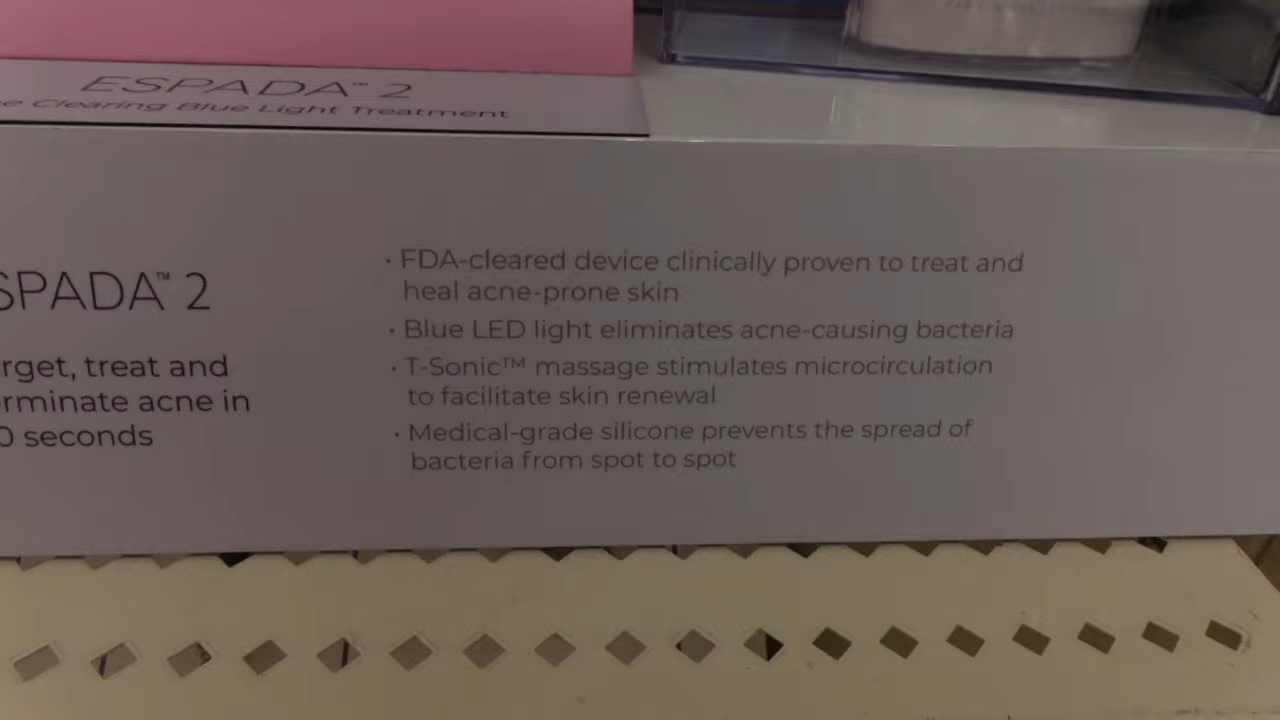 ESPADA™ 2
Clearing Blue Light Treatment
SPADA™ 2
rget, treat and
erminate acne in
0 seconds
• FDA-cleared device clinically proven to treat and
heal acne-prone skin
• Blue LED light eliminates acne-causing bacteria
• T-Sonic™ massage stimulates microcirculation
to facilitate skin renewal
• Medical-grade silicone prevents the spread of
bacteria from spot to spot